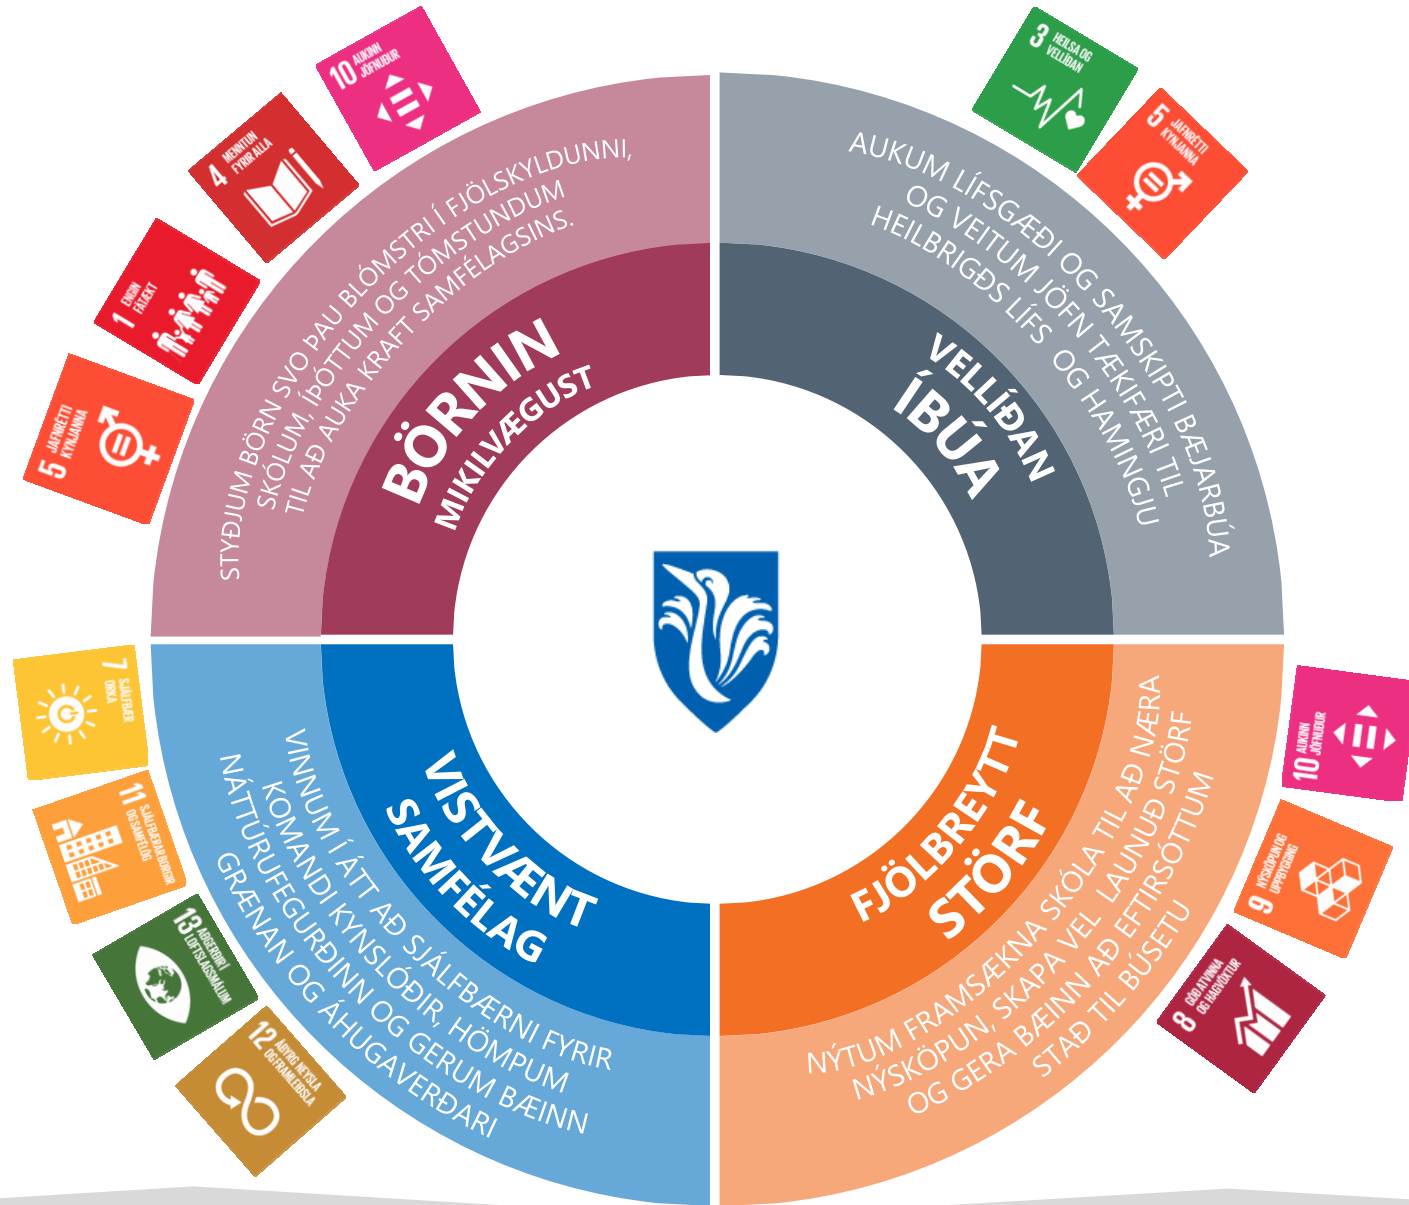 10 AUKINN
JÖFNUÐUR
4 MENNTUN
FYRIR ALLA
1 ENGIN
FÁTÆKT
5 JAFNRÉTTI
KYNJANNA
STYÐJUM BÖRN SVO ÞAU BLÓMSTRI Í FJÖLSKYLDUNNI,
SKÓLUM, ÍÞÓTTUM OG TÓMSTUNDUM
TIL AÐ AUKA KRAFT SAMFÉLAGSINS.
BÖRNIN
MIKILVÆGUST
3 HEILSA OG
VELLÍÐAN
5 JAFNRÉTTI
KYNJANNA
AUKUM LÍFSGÆÐI OG SAMSKIPTI BÆJARBÚA
OG VEITUM JÖFN TÆKIFÆRI TIL
HEILBRIGÐS LÍFS OG HAMINGJU
VELLÍÐAN
ÍBÚA
7 SJÁLFBÆR
ORKA
11 SJÁLFBÆRAR BORGIR
OG SAMFÉLÖG
13 AÐGERÐIR Í
LOFTSLAGSMÁLUM
12 ÁBYRG NEYSLA
OG FRAMLEIÐSLA
VISTVÆNT
SAMFÉLAG
VINNUM Í ÁTT AÐ SJÁLFBÆRNI FYRIR
KOMANDI KYNSLÓÐIR, HÖMPUM
NÁTTÚRUFEGURÐINN OG GERUM BÆINN
GRÆNAN OG ÁHUGAVERÐARI
FJÖLBREYTT
STÖRF
NÝTUM FRAMSÆKNA SKÓLA TIL AÐ NÆRA
NÝSKÖPUN, SKAPA VEL LAUNUÐ STÖRF
OG GERA BÆINN AÐ EFTIRSÓTTUM
STAÐ TIL BÚSETU
10 AUKINN
JÖFNUÐUR
9 NÝSKÖPUN OG
UPPBYGGING
8 GÓÐ ATVINNA
OG HAGVÖXTUR